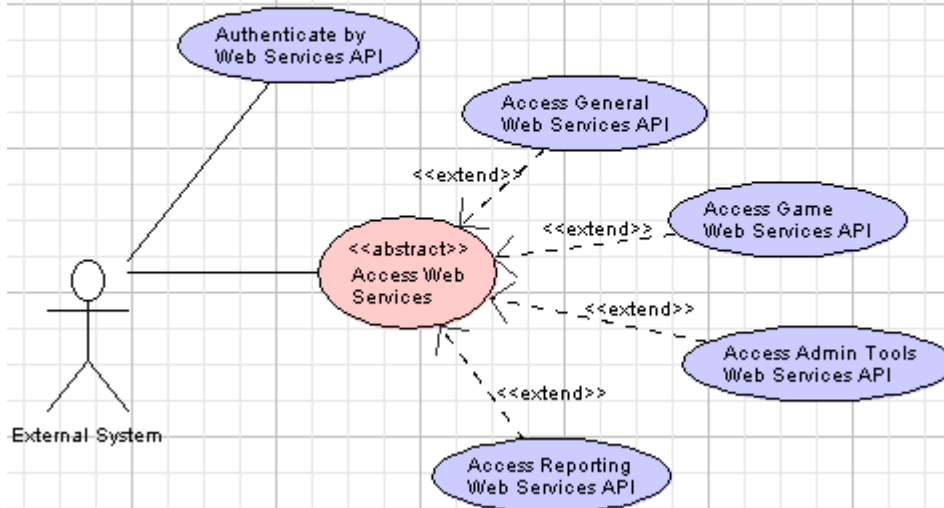 Authenticate by
Web Services API
Access General
Web Services API
<<extend>>
Access Game
Web Services API
<<extend>>
<<abstract>>
Access Web
Services
<<extend>>
Access Admin Tools
Web Services API
<<extend>>
External System
Access Reporting
Web Services API